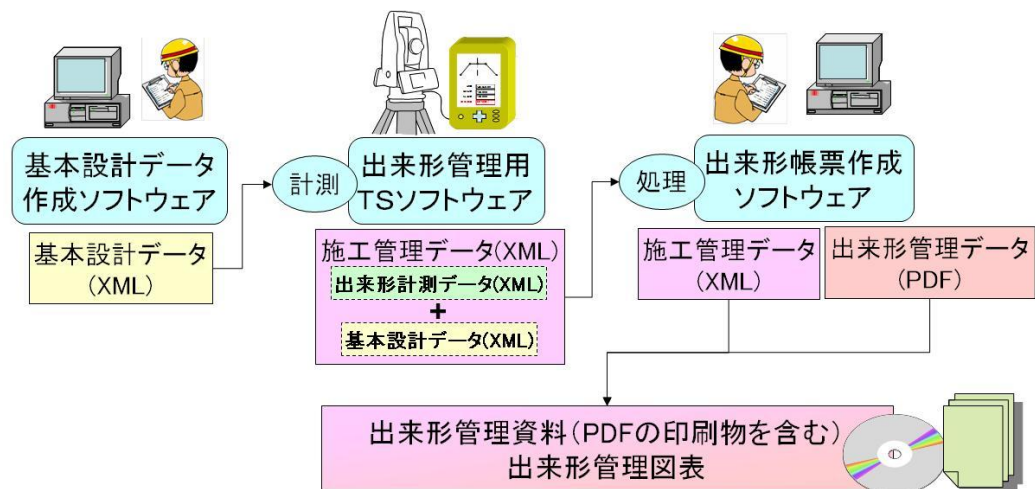 基本設計データ
作成ソフトウェア
基本設計データ
(XML)
計測
出来形管理用
TSソフトウェア
施工管理データ(XML)
出来形計測データ(XML)
+
基本設計データ(XML)
処理
出来形帳票作成
ソフトウェア
施工管理データ
(XML)
出来形管理データ
(PDF)
出来形管理資料(PDFの印刷物を含む)
出来形管理図表